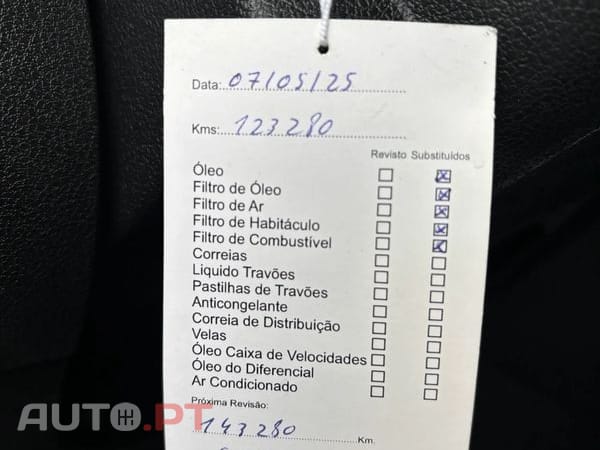 Data: 07/05/25
Kms: 123280
Revisto Substituídos
Óleo ☐ ☒
Filtro de Óleo ☐ ☒
Filtro de Ar ☐ ☒
Filtro de Habitáculo ☐ ☒
Filtro de Combustível ☐ ☒
Correias ☐ ☐
Liquido Travões ☐ ☐
Pastilhas de Travões ☐ ☐
Anticongelante ☐ ☐
Correia de Distribuição ☐ ☐
Velas ☐ ☐
Óleo Caixa de Velocidades ☐ ☐
Óleo do Diferencial ☐ ☐
Ar Condicionado ☐ ☐
Próxima Revisão:
143280 Km.
AUTO.PT